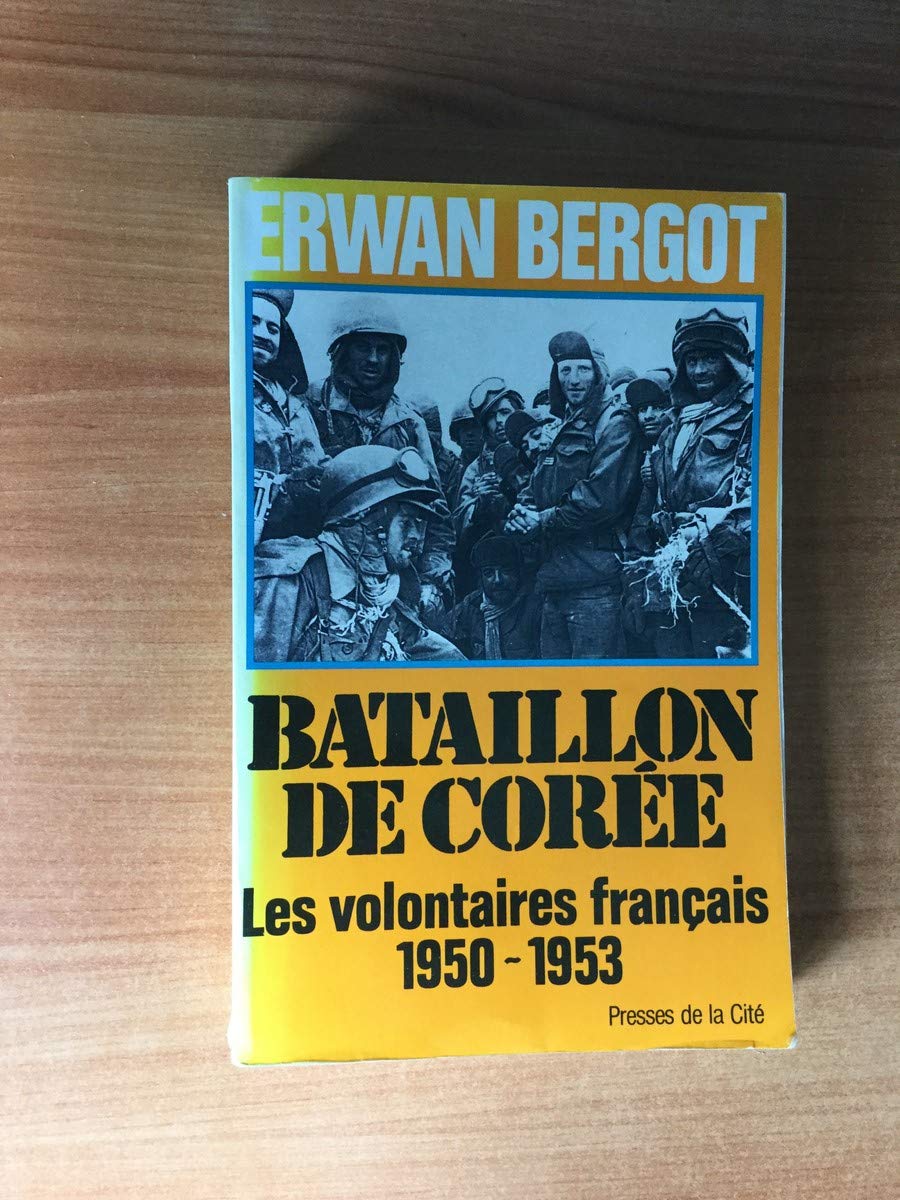 ERWAN BERGOT
BATAILLON
DE CORÉE
Les volontaires français
1950 ~ 1953
Presses de la Cité